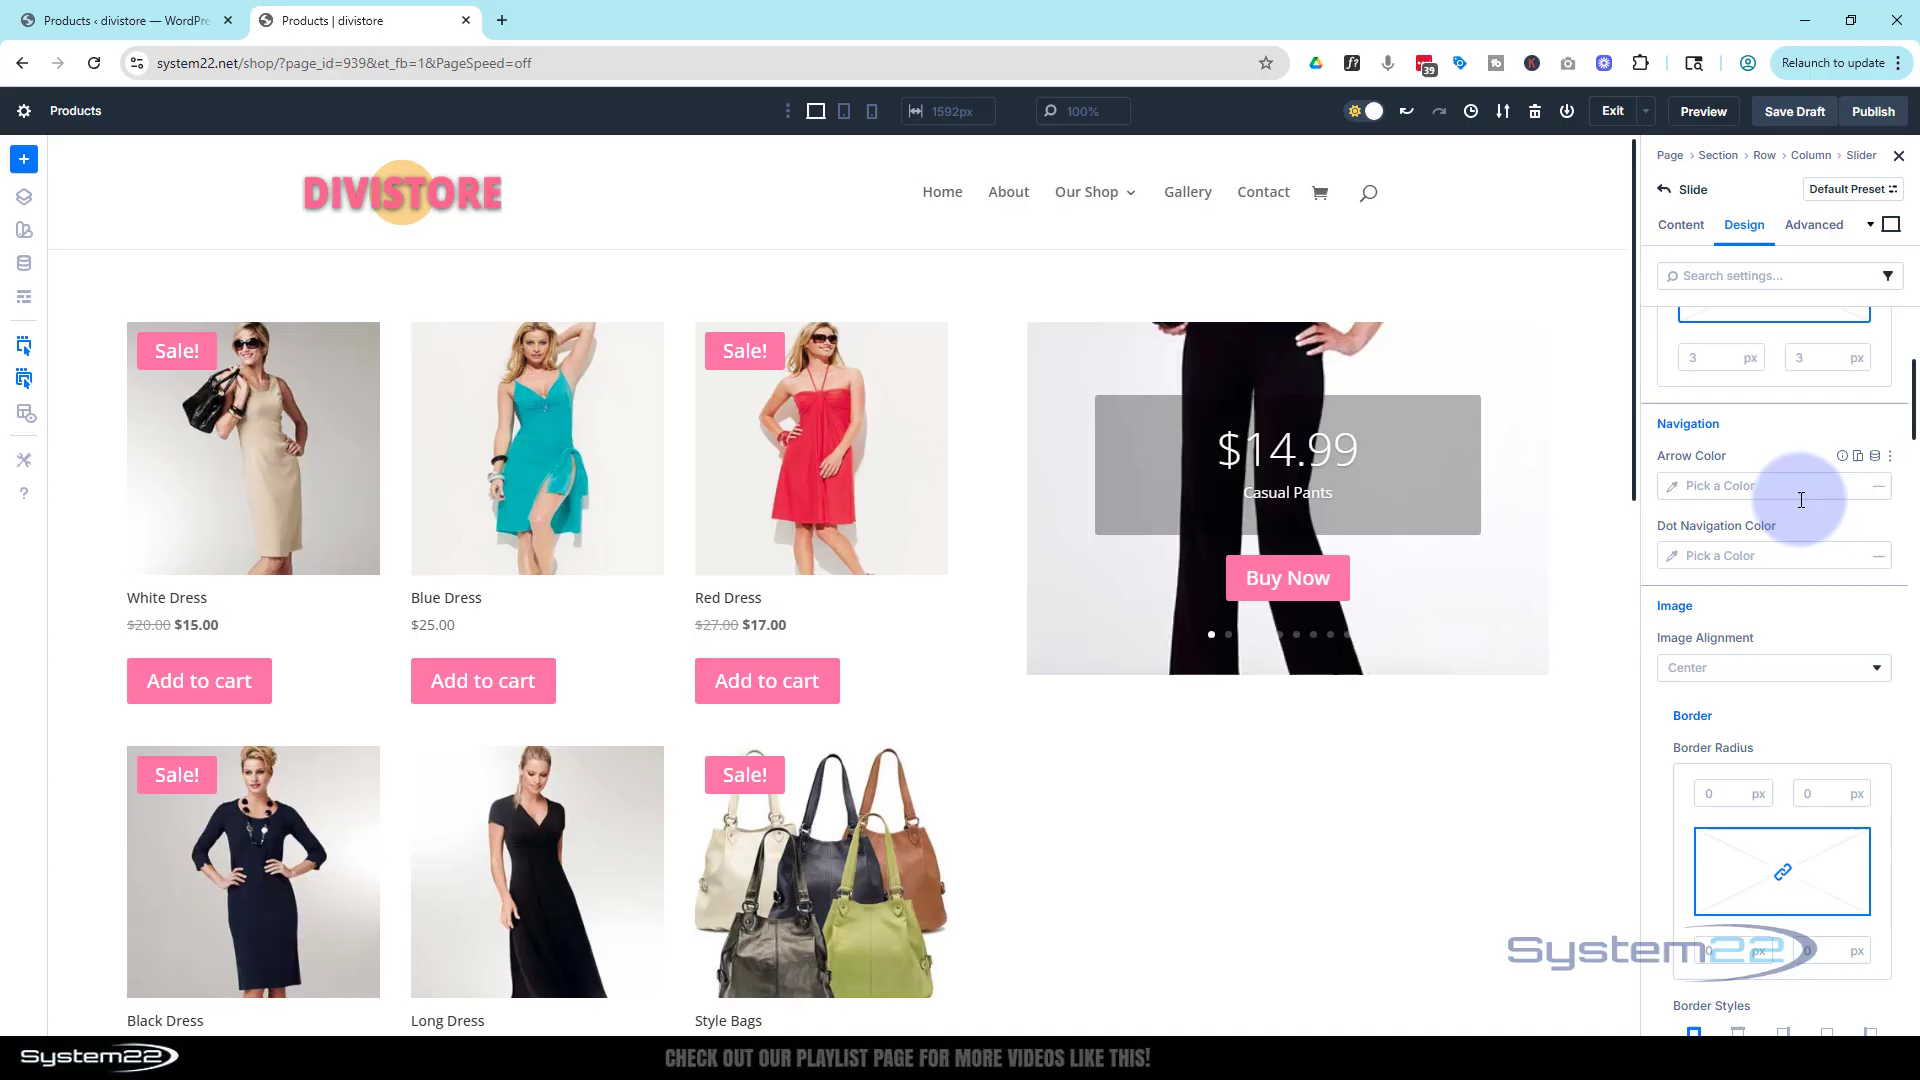 Products ‹ divistore — WordPre
Products | divistore
system22.net/shop/?page_id=939&et_fb=1&PageSpeed=off
39
Relaunch to update
Products
1592px
100%
Exit
Preview
Save Draft
Publish
DIVISTORE
Home
About
Our Shop
Gallery
Contact
Page > Section > Row > Column > Slider
Slide
Default Preset
Content
Design
Advanced
Search settings...
3 px
3 px
Navigation
Arrow Color
Pick a Color
Dot Navigation Color
Pick a Color
Image
Image Alignment
Center
Border
Border Radius
0 px
0 px
0 px
0 px
Border Styles
Sale!
Sale!
White Dress
Blue Dress
Red Dress
$20.00 $15.00
$25.00
$27.00 $17.00
Add to cart
Add to cart
Add to cart
$14.99
Casual Pants
Buy Now
Sale!
Sale!
Black Dress
Long Dress
Style Bags
System22
System22
CHECK OUT OUR PLAYLIST PAGE FOR MORE VIDEOS LIKE THIS!